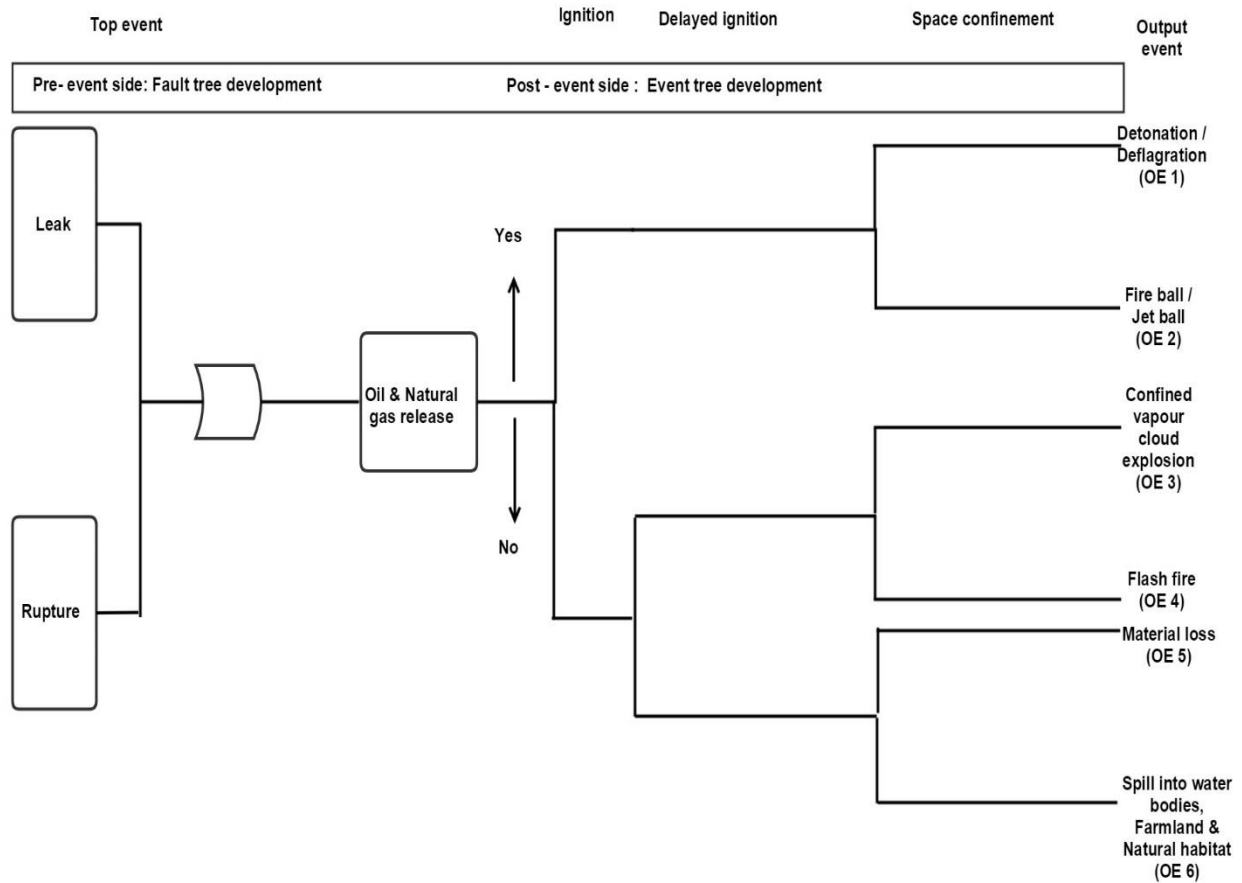 Top event
Ignition
Delayed ignition
Space confinement
Output
event
Pre- event side: Fault tree development
Post - event side : Event tree development
Leak
Rupture
Oil & Natural
gas release
Yes
No
Detonation /
Deflagration
(OE 1)
Fire ball /
Jet ball
(OE 2)
Confined
vapour
cloud
explosion
(OE 3)
Flash fire
(OE 4)
Material loss
(OE 5)
Spill into water
bodies,
Farmland &
Natural habitat
(OE 6)